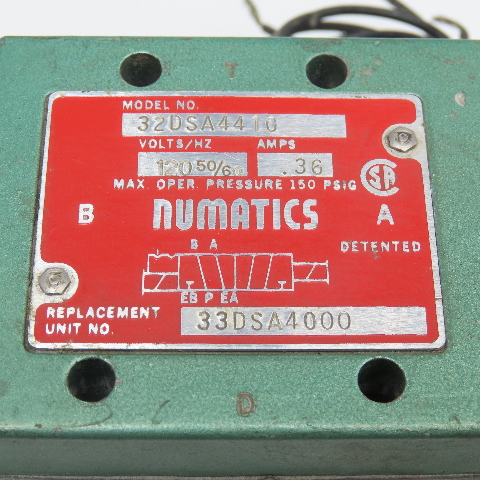 T
MODEL NO.
32DSA4410
VOLTS/HZ AMPS
120 50/60 .36
MAX. OPER. PRESSURE 150 PSIG
SA
B NUMATICS A
DETENTED
B A
EB P EA
REPLACEMENT
UNIT NO. 33DSA4000
D